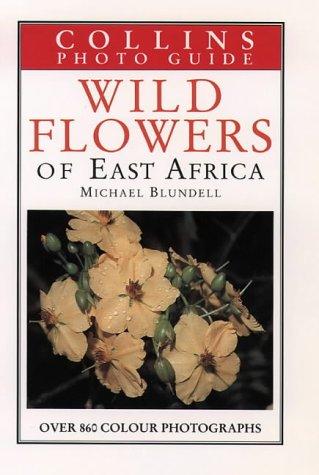 COLLINS
PHOTO GUIDE
WILD
FLOWERS
OF EAST AFRICA
MICHAEL BLUNDELL
OVER 860 COLOUR PHOTOGRAPHS